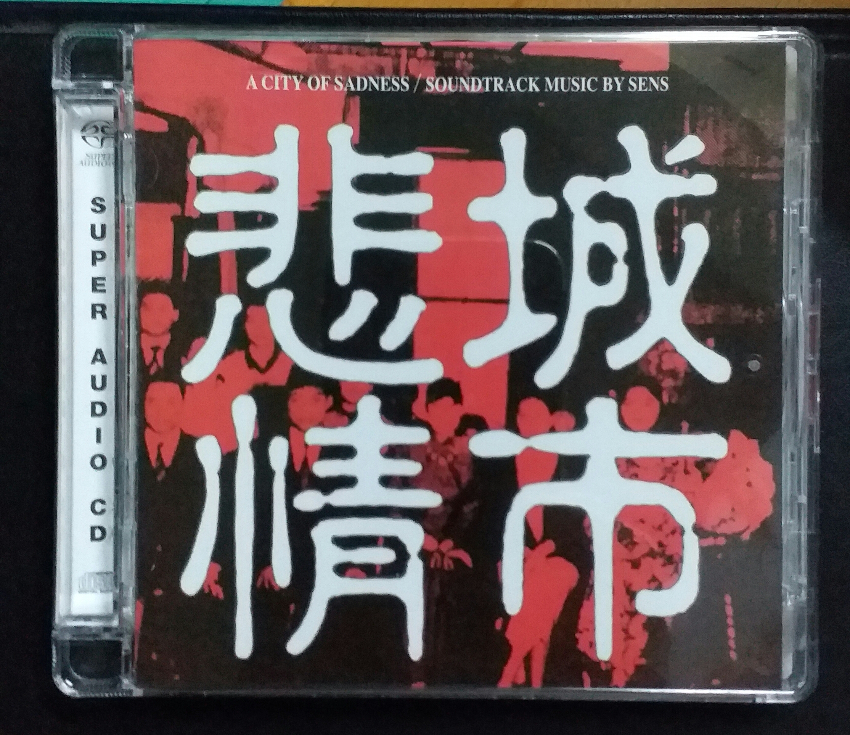 A CITY OF SADNESS / SOUNDTRACK MUSIC BY SENS
悲情
城市
SUPER AUDIO CD